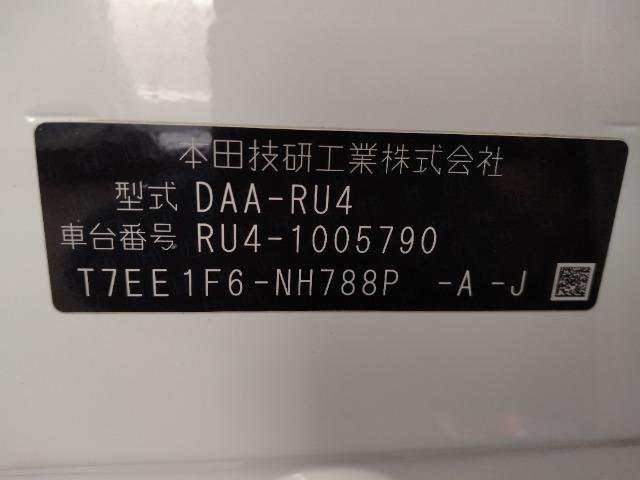 本田技研工業株式会社
型式 DAA-RU4
車台番号 RU4-1005790
T7EE1F6-NH788P -A-J